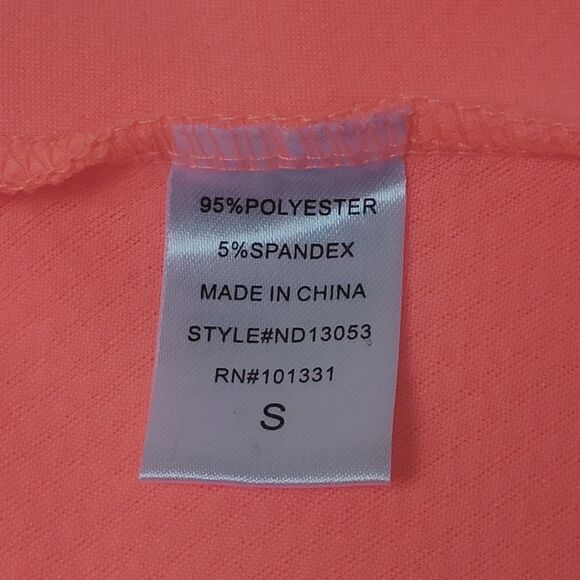 95%POLYESTER
5%SPANDEX
MADE IN CHINA
STYLE#ND13053
RN#101331
S